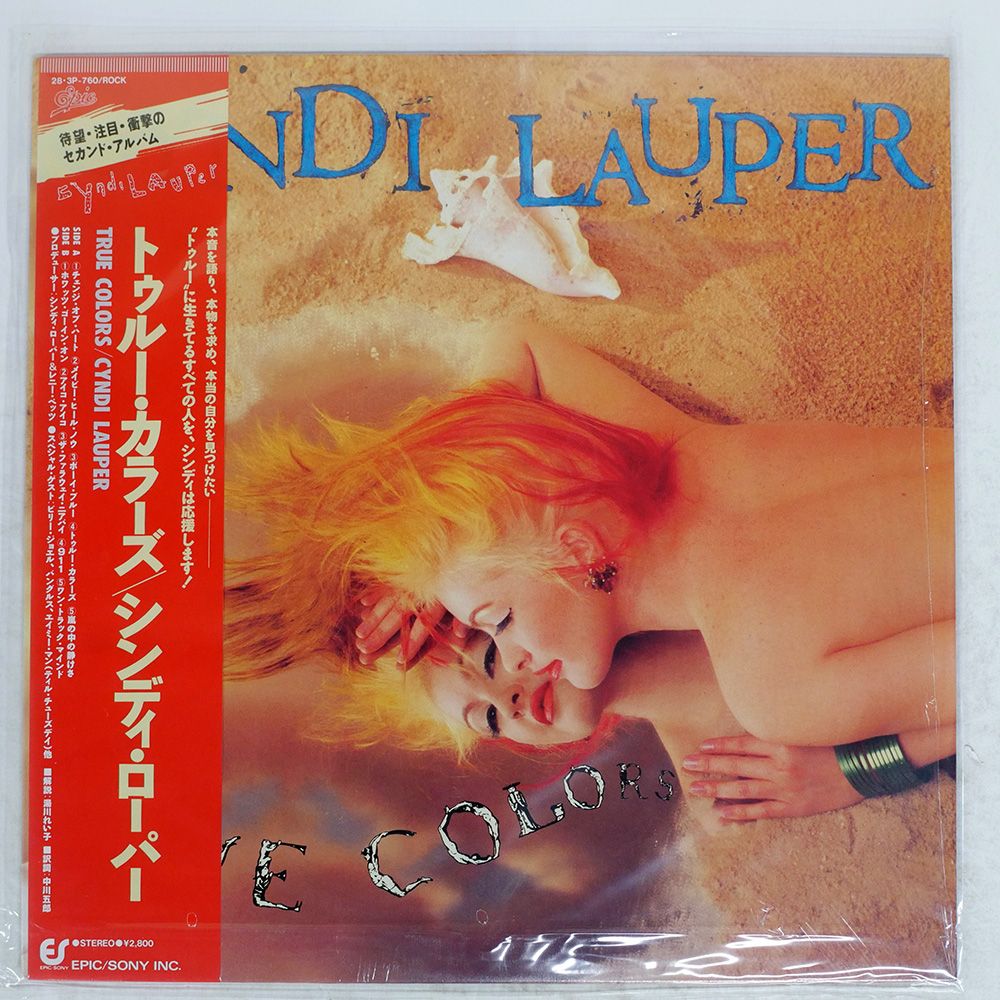 28・3P-760/ROCK
Epic
待望・注目・衝撃の
セカンド・アルバム
CYNDI LAUPER
本音を語り、本物を求め、本当の自分を見つけたい――
“トゥルー”に生きてるすべての人を、シンディは応援します!
トゥルー・カラーズ/シンディ・ローパー
TRUE COLORS/CYNDI LAUPER
SIDE A ①チェンジ・オブ・ハート ②メイビー・ヒール・ノウ ③ボーイ・ブルー ④トゥルー・カラーズ ⑤嵐の中の静けさ
SIDE B ①ホワッツ・ゴーイン・オン ②アイコ・アイコ ③ザ・ファラウェイ・ニアバイ ④911 ⑤ワン・トラック・マインド
●プロデューサー:シンディ・ローパー&レニー・ペッツ ●スペシャル・ゲスト:ビリー・ジョエル、バングルス、エイミー・マン(ティル・チューズデイ)他
■解説:湯川れい子 ■訳詞:中川五郎
●STEREO●¥2,800
EPIC/SONY INC.
ES
EPIC・SONY
NDI LAUPER
UE COLORS